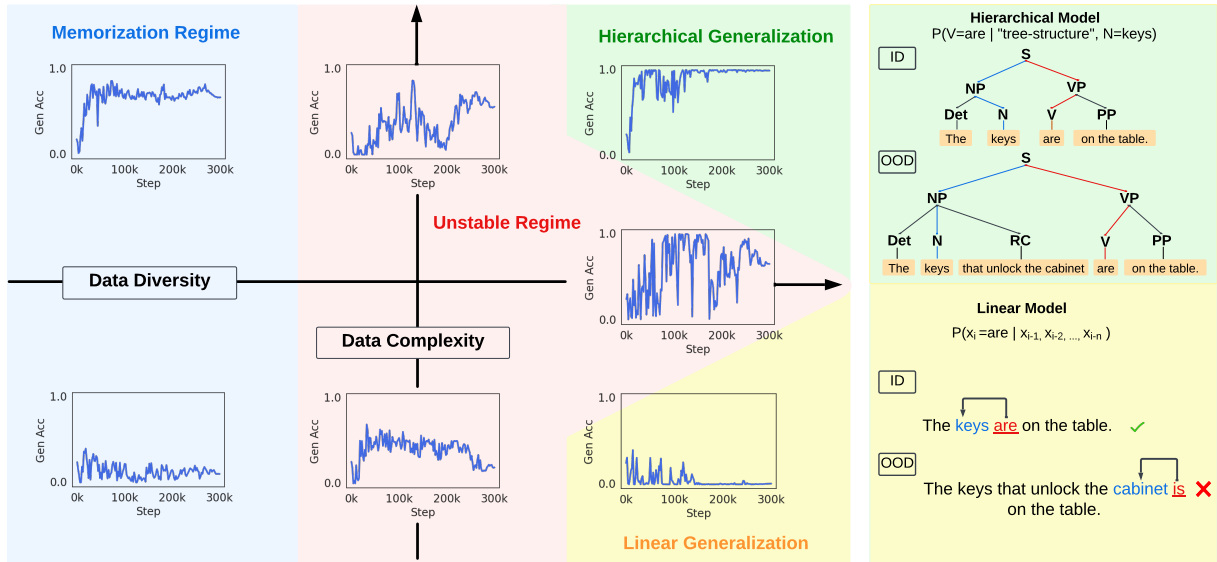 Memorization Regime
1.0
Gen Acc
0.0
0k 100k 200k 300k
Step
1.0
Gen Acc
0.0
0k 100k 200k 300k
Step
Hierarchical Generalization
1.0
Gen Acc
0.0
0k 100k 200k 300k
Step
Unstable Regime
Data Diversity
1.0
Gen Acc
0.0
0k 100k 200k 300k
Step
Data Complexity
1.0
Gen Acc
0.0
0k 100k 200k 300k
Step
1.0
Gen Acc
0.0
0k 100k 200k 300k
Step
1.0
Gen Acc
0.0
0k 100k 200k 300k
Step
Linear Generalization
Hierarchical Model
P(V=are | "tree-structure", N=keys)
ID
S
NP VP
Det N V PP
The keys are on the table.
OOD
S
NP VP
Det N RC V PP
The keys that unlock the cabinet are on the table.
Linear Model
P(xi =are | xi-1, xi-2, ..., xi-n )
ID
The keys are on the table.
OOD
The keys that unlock the cabinet is
on the table.